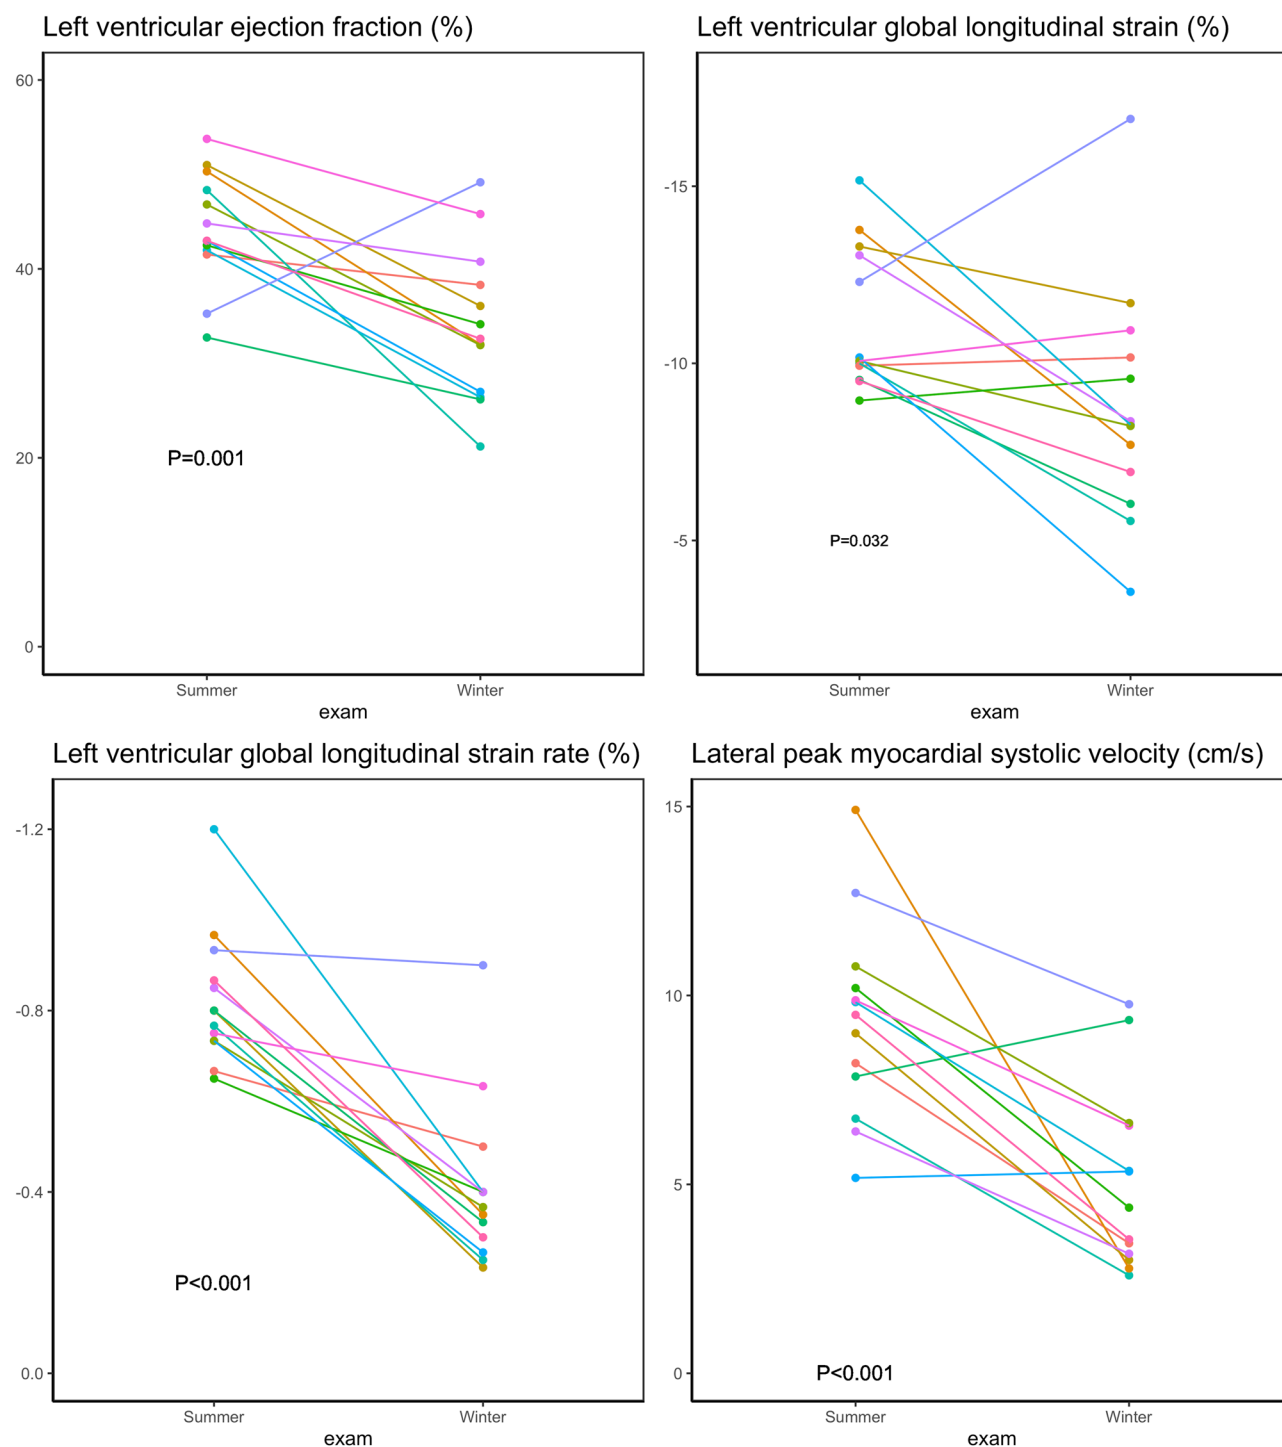 Left ventricular ejection fraction (%)
60
40
20
0
P=0.001
Summer
Winter
exam
Left ventricular global longitudinal strain (%)
-15
-10
-5
P=0.032
Summer
Winter
exam
Left ventricular global longitudinal strain rate (%)
-1.2
-0.8
-0.4
0.0
P<0.001
Summer
Winter
exam
Lateral peak myocardial systolic velocity (cm/s)
15
10
5
0
P<0.001
Summer
Winter
exam